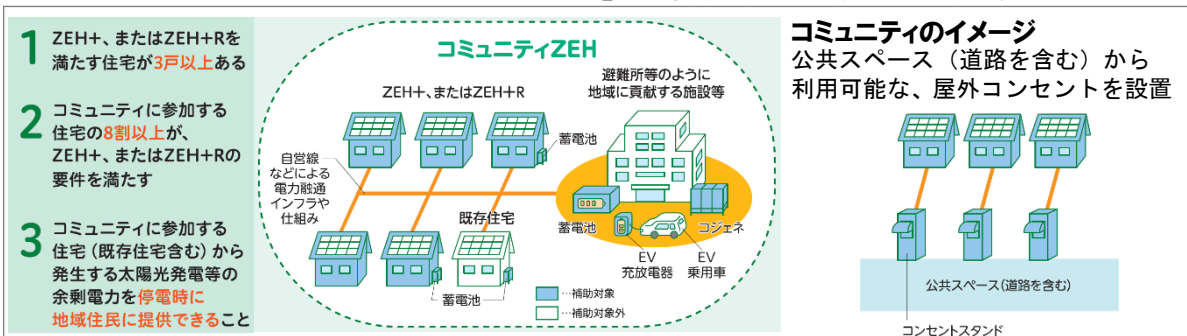 1
ZEH+、またはZEH+Rを
満たす住宅が3戸以上ある
2
コミュニティに参加する
住宅の8割以上が、
ZEH+、またはZEH+Rの
要件を満たす
3
コミュニティに参加する
住宅(既存住宅含む)から
発生する太陽光発電等の
余剰電力を停電時に
地域住民に提供できること
コミュニティZEH
ZEH+、またはZEH+R
避難所等のように
地域に貢献する施設等
蓄電池
自営線
などによる
電力融通
インフラや
仕組み
既存住宅
蓄電池
コジェネ
EV
充放電器
EV
乗用車
蓄電池
…補助対象
…補助対象外
コミュニティのイメージ
公共スペース(道路を含む)から
利用可能な、屋外コンセントを設置
公共スペース(道路を含む)
コンセントスタンド